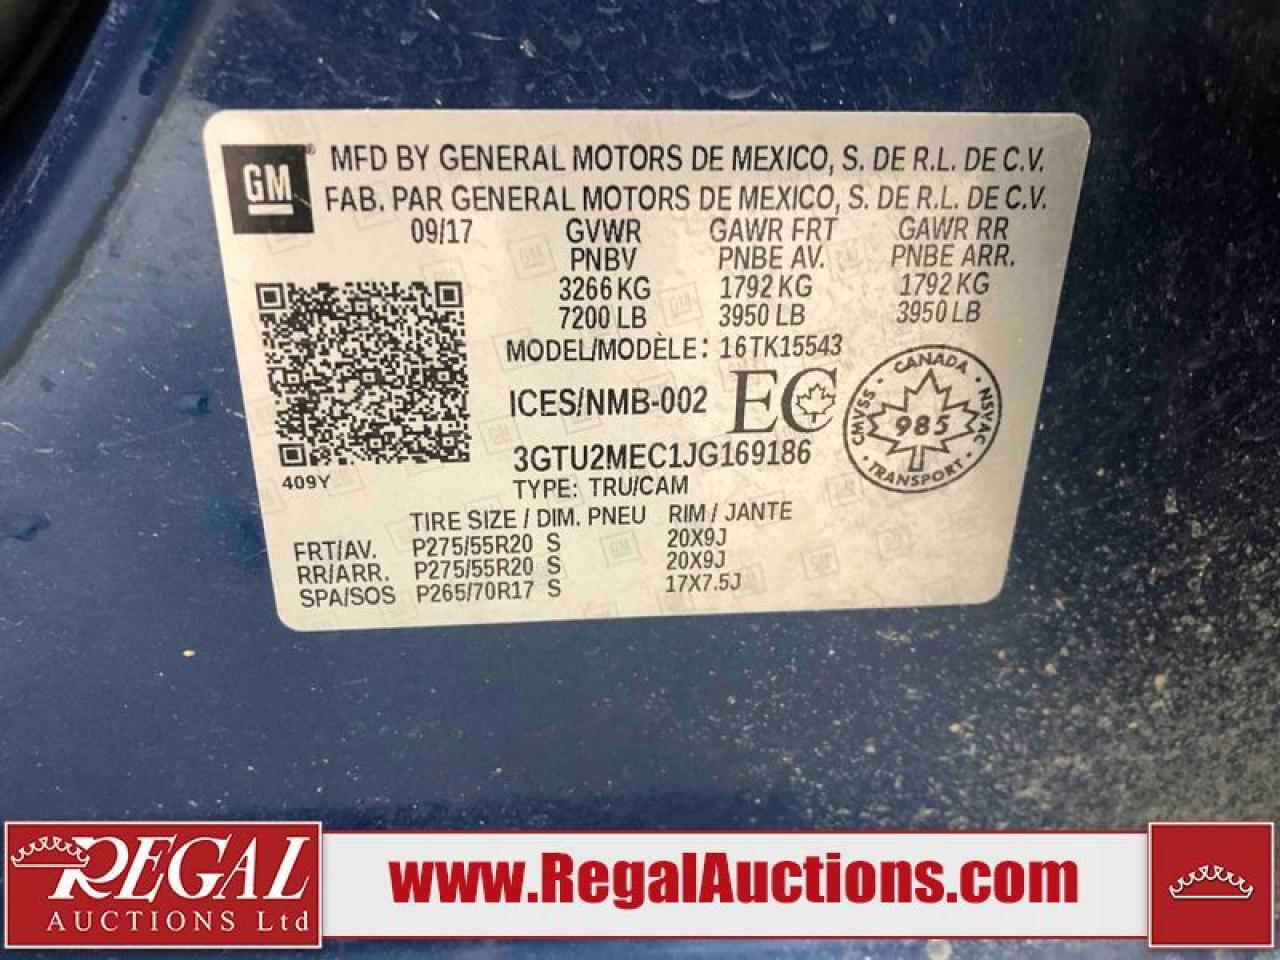 GM
MFD BY GENERAL MOTORS DE MEXICO, S. DE R.L. DE C.V.
FAB. PAR GENERAL MOTORS DE MEXICO, S. DE R.L. DE C.V.
09/17 GVWR GAWR FRT GAWR RR
PNBV PNBE AV. PNBE ARR.
3266 KG 1792 KG 1792 KG
7200 LB 3950 LB 3950 LB
MODEL/MODÈLE: 16TK15543
ICES/NMB-002 EC
CANADA
CMVSS - NSVAC
985
TRANSPORT
3GTU2MEC1JG169186
409Y
TYPE: TRU/CAM
TIRE SIZE / DIM. PNEU RIM / JANTE
FRT/AV. P275/55R20 S 20X9J
RR/ARR. P275/55R20 S 20X9J
SPA/SOS P265/70R17 S 17X7.5J
REGAL
AUCTIONS Ltd
www.RegalAuctions.com